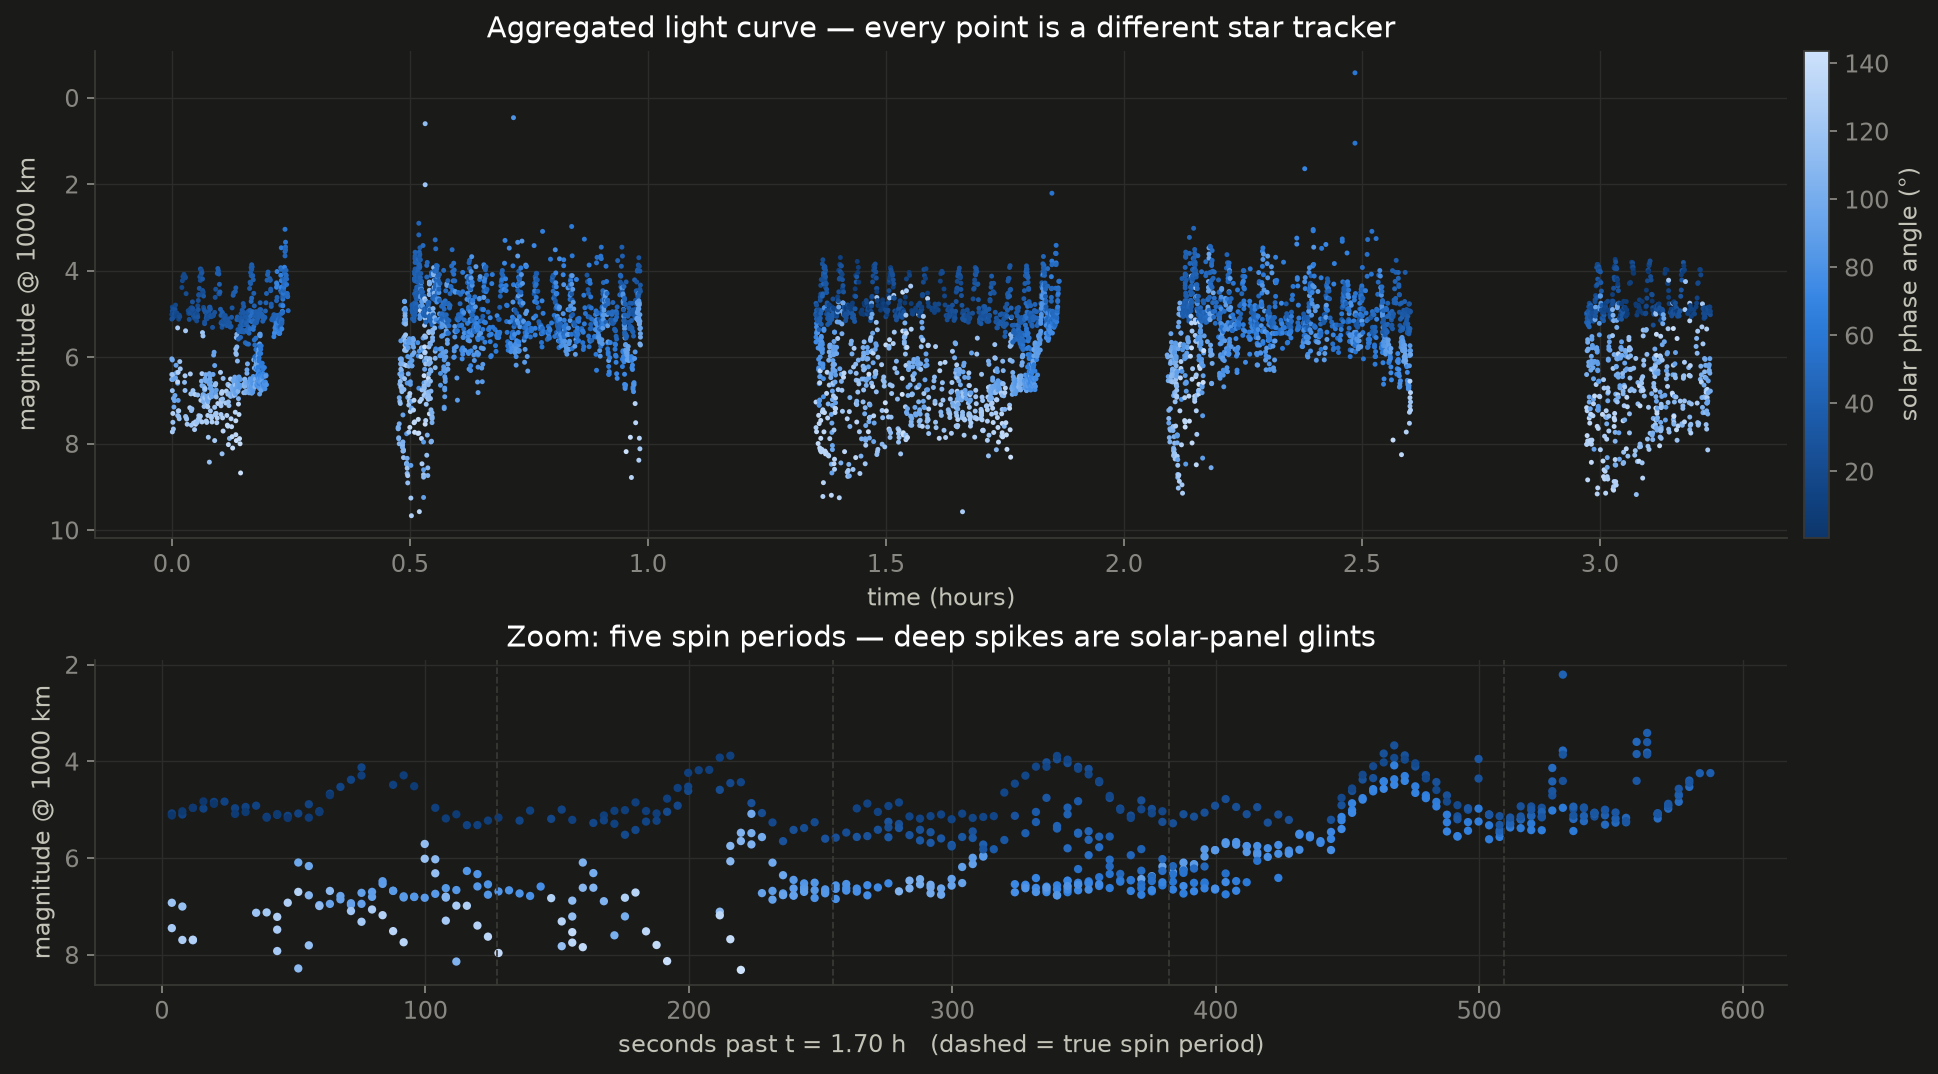 Aggregated light curve — every point is a different star tracker
magnitude @ 1000 km
0
2
4
6
8
10
0.0 0.5 1.0 1.5 2.0 2.5 3.0
time (hours)
140
120
100
80
60
40
20
solar phase angle (°)
Zoom: five spin periods — deep spikes are solar-panel glints
magnitude @ 1000 km
2
4
6
8
0 100 200 300 400 500 600
seconds past t = 1.70 h (dashed = true spin period)